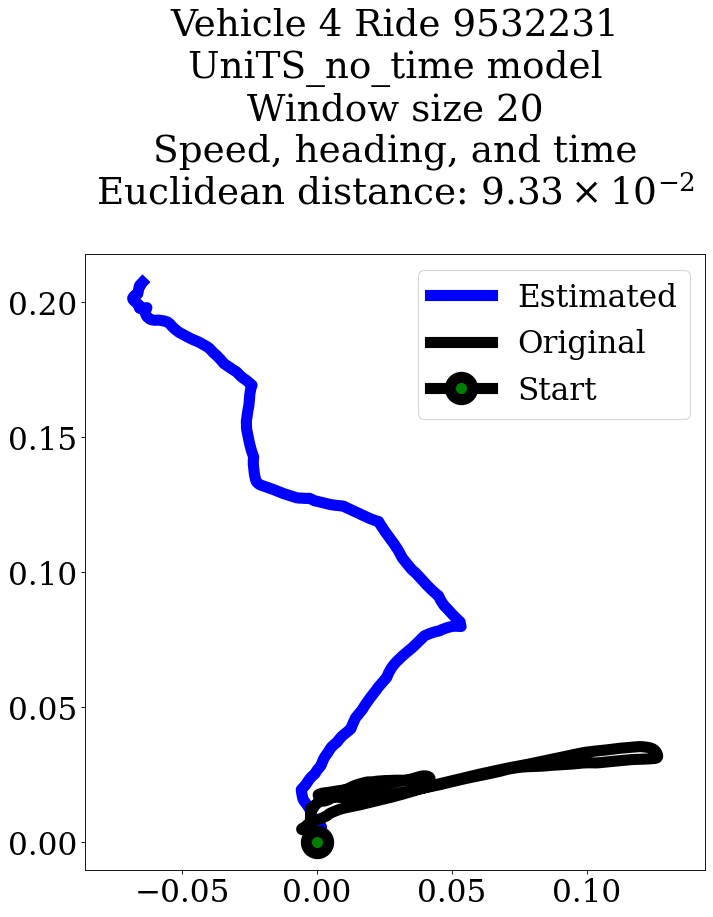 Vehicle 4 Ride 9532231
UniTS_no_time model
Window size 20
Speed, heading, and time
Euclidean distance: 9.33 × 10⁻²
Estimated
Original
Start
0.20
0.15
0.10
0.05
0.00
−0.05 0.00 0.05 0.10